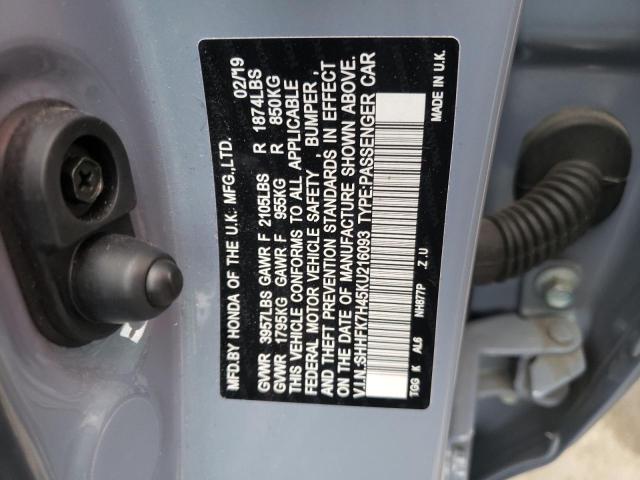 MFD.BY HONDA OF THE U.K. MFG.,LTD. 02/19
GVWR 3957LBS GAWR F 2105LBS R 1874LBS
GVWR 1795KG GAWR F 955KG R 850KG
THIS VEHICLE CONFORMS TO ALL APPLICABLE
FEDERAL MOTOR VEHICLE SAFETY , BUMPER ,
AND THEFT PREVENTION STANDARDS IN EFFECT
ON THE DATE OF MANUFACTURE SHOWN ABOVE.
V.I.N.:SHHFK7H45KU216093 TYPE:PASSENGER CAR
TGG K AL6 NH877P .Z.U MADE IN U.K.